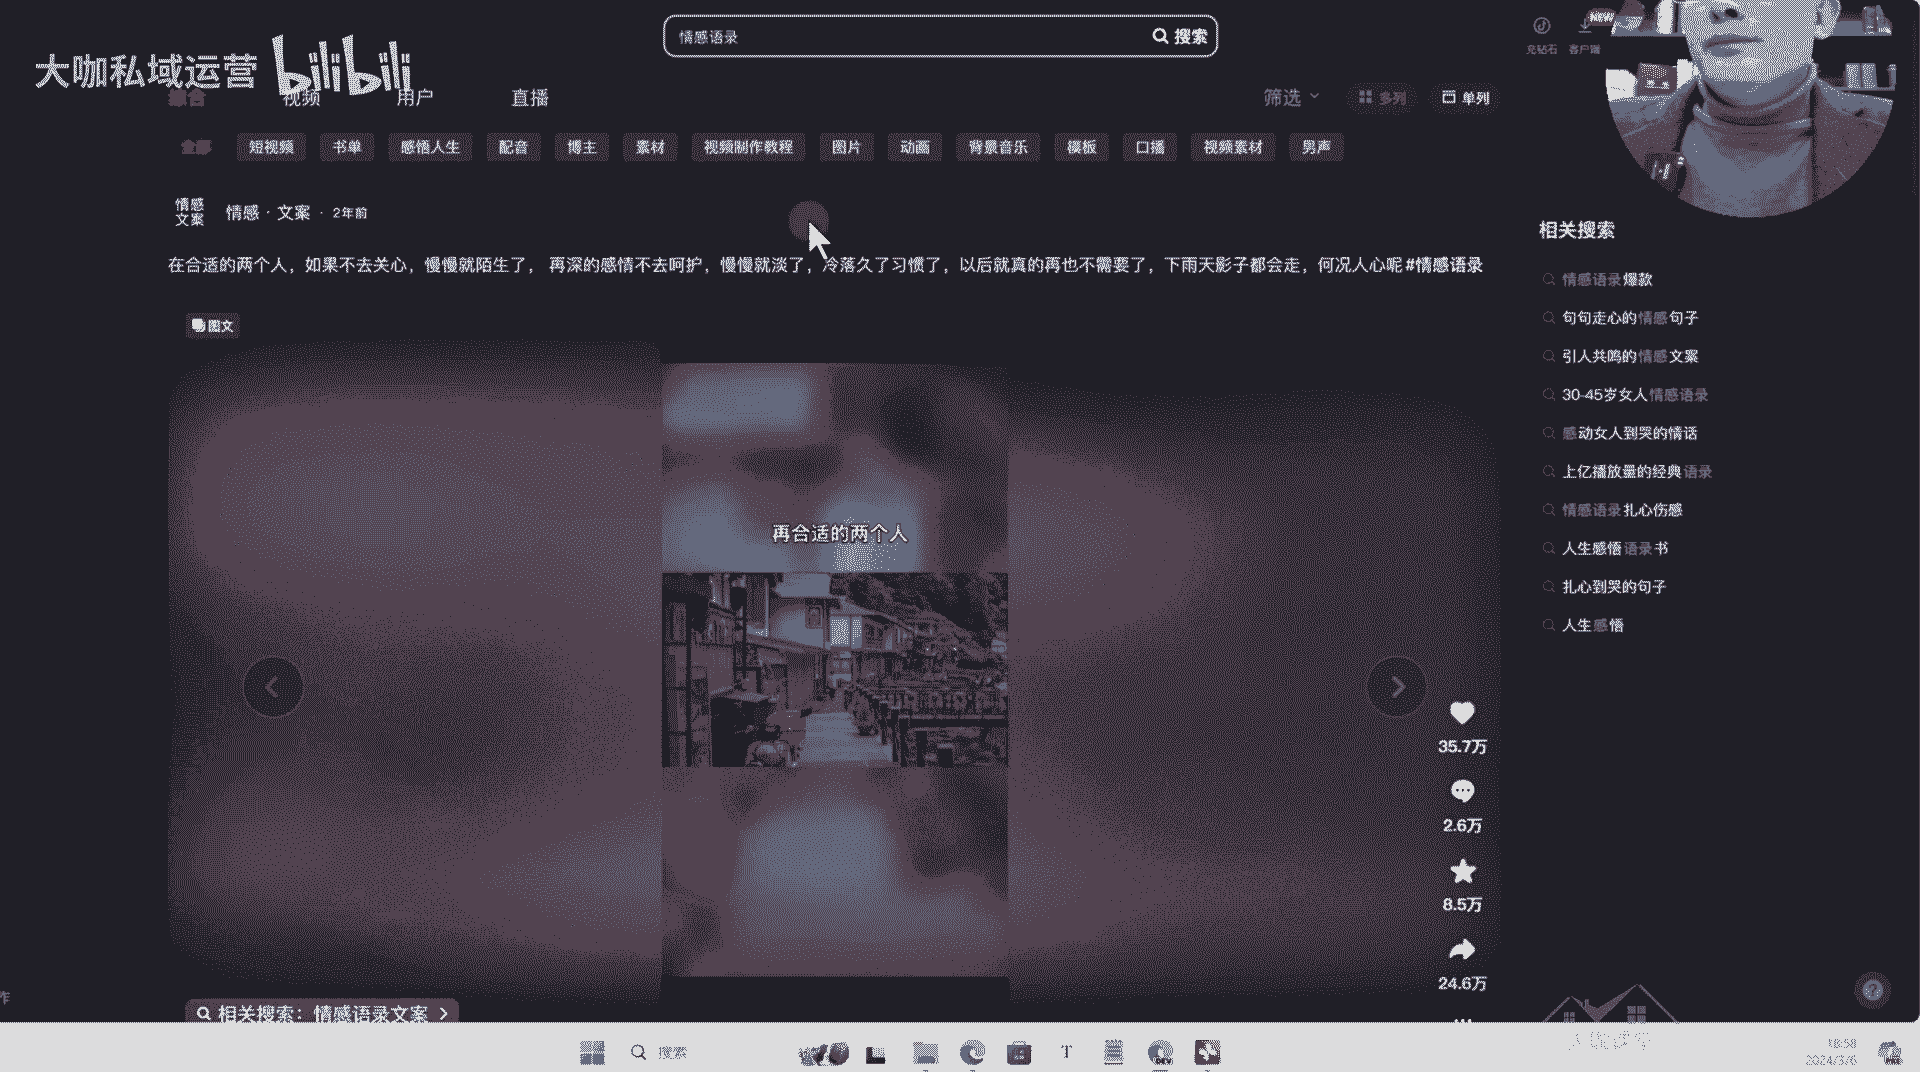 情感语录
搜索
NEW
充钻石
客户端
大咖私域运营 bilibili
综合
视频
用户
直播
筛选
多列
单列
全部
短视频
书单
感悟人生
配音
博主
素材
视频制作教程
图片
动画
背景音乐
模板
口播
视频素材
男声
情感
文案
情感·文案 · 2年前
在合适的两个人，如果不去关心，慢慢就陌生了， 再深的感情不去呵护，慢慢就淡了，冷落久了习惯了，以后就真的再也不需要了，下雨天影子都会走，何况人心呢 #情感语录
图文
再合适的两个人
35.7万
2.6万
8.5万
24.6万
相关搜索：情感语录文案
相关搜索
情感语录爆款
句句走心的情感句子
引人共鸣的情感文案
30-45岁女人情感语录
感动女人到哭的情话
上亿播放量的经典语录
情感语录扎心伤感
人生感悟语录书
扎心到哭的句子
人生感悟
作
搜索
T
DEV
18:58
2024/3/6